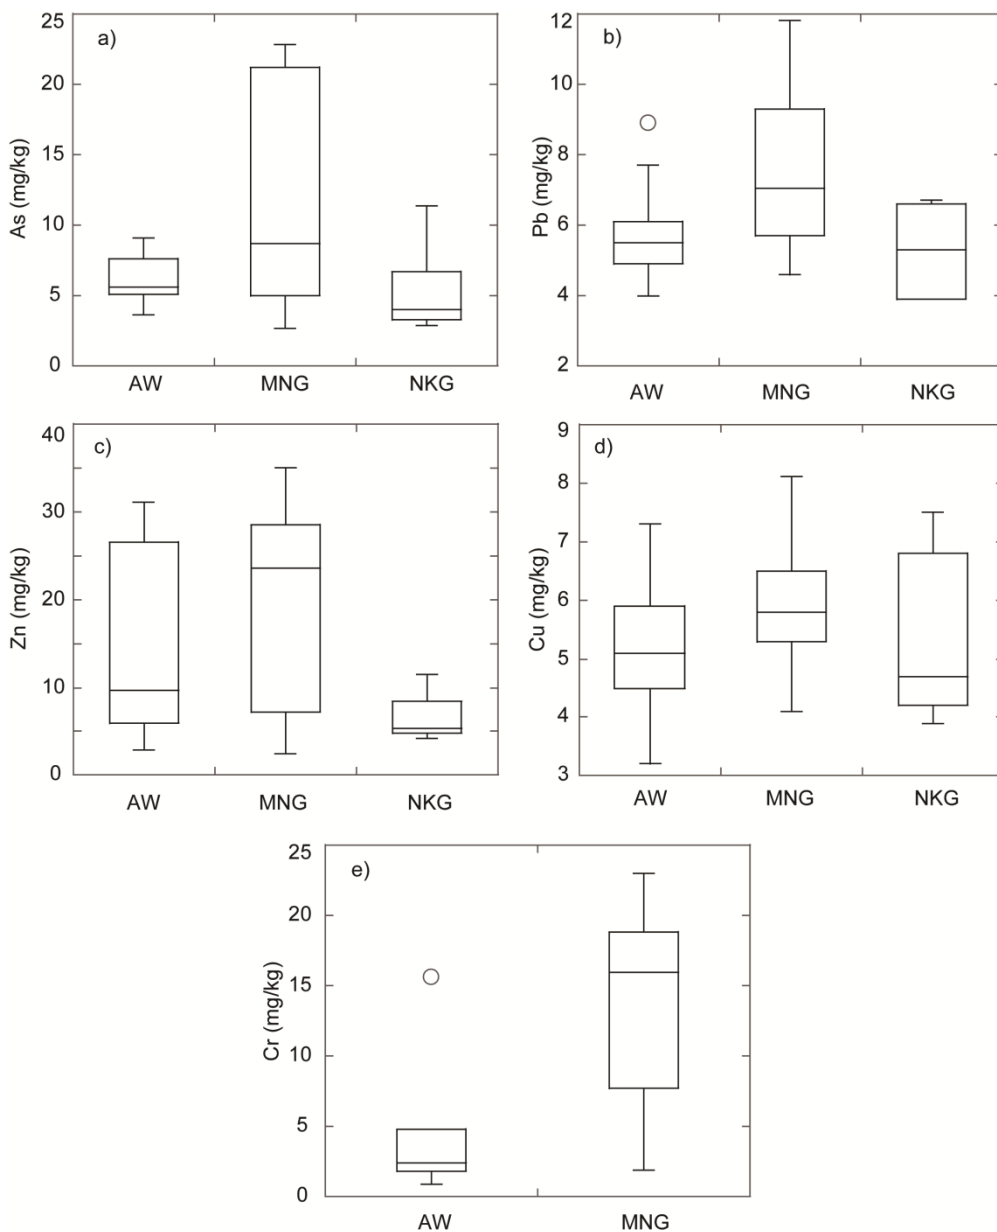 a)
As (mg/kg)
25
20
15
10
5
0
AW MNG NKG
b)
Pb (mg/kg)
12
10
8
6
4
2
AW MNG NKG
c)
Zn (mg/kg)
40
30
20
10
0
AW MNG NKG
d)
Cu (mg/kg)
9
8
7
6
5
4
3
AW MNG NKG
e)
Cr (mg/kg)
25
20
15
10
5
0
AW MNG